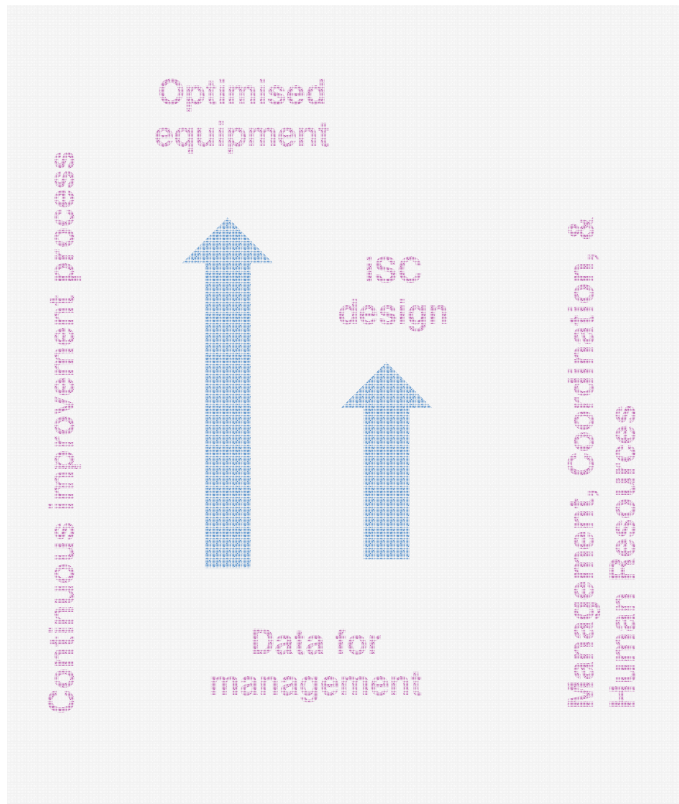 Optimised
equipment
iSC
design
Data for
management
Continuous improvement process
Management, Coordination, &
Human Resources